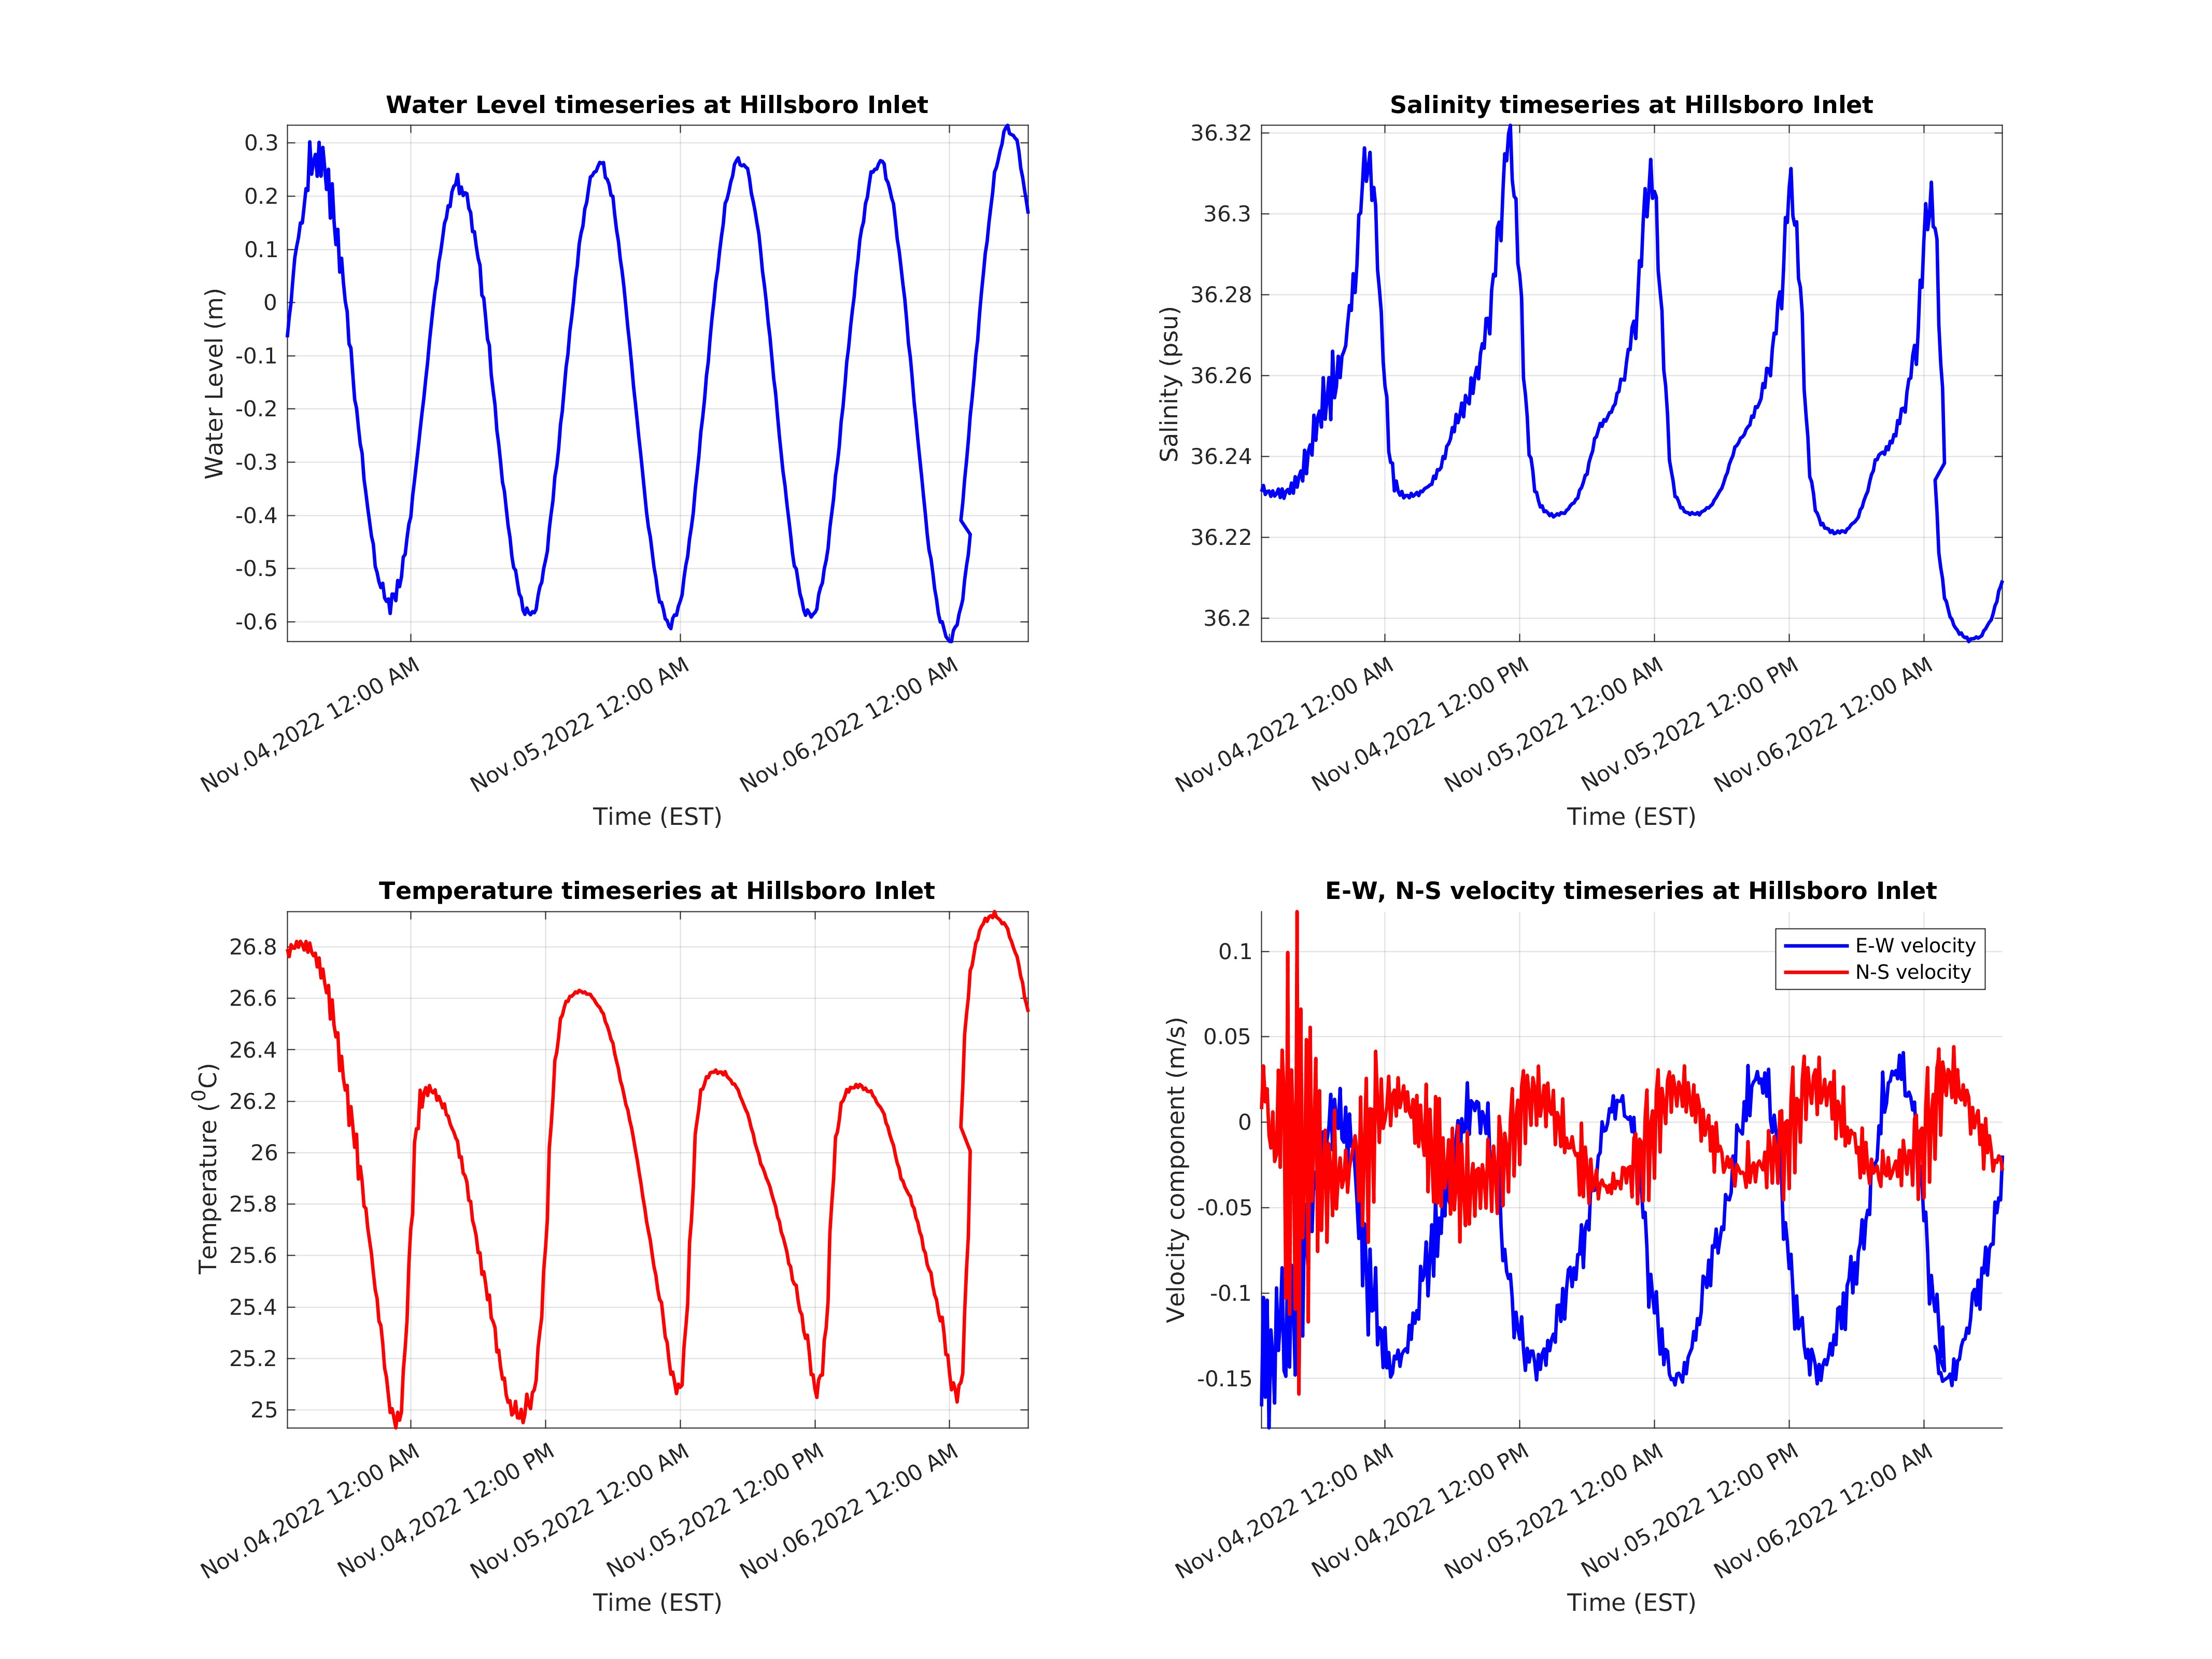 Water Level timeseries at Hillsboro Inlet
0.3
0.2
0.1
0
-0.1
-0.2
-0.3
-0.4
-0.5
-0.6
Water Level (m)
Nov.04,2022 12:00 AM
Nov.05,2022 12:00 AM
Nov.06,2022 12:00 AM
Time (EST)
Salinity timeseries at Hillsboro Inlet
36.32
36.3
36.28
36.26
36.24
36.22
36.2
Salinity (psu)
Nov.04,2022 12:00 AM
Nov.04,2022 12:00 PM
Nov.05,2022 12:00 AM
Nov.05,2022 12:00 PM
Nov.06,2022 12:00 AM
Time (EST)
Temperature timeseries at Hillsboro Inlet
26.8
26.6
26.4
26.2
26
25.8
25.6
25.4
25.2
25
Temperature (⁰C)
Nov.04,2022 12:00 AM
Nov.04,2022 12:00 PM
Nov.05,2022 12:00 AM
Nov.05,2022 12:00 PM
Nov.06,2022 12:00 AM
Time (EST)
E-W, N-S velocity timeseries at Hillsboro Inlet
0.1
0.05
0
-0.05
-0.1
-0.15
Velocity component (m/s)
E-W velocity
N-S velocity
Nov.04,2022 12:00 AM
Nov.04,2022 12:00 PM
Nov.05,2022 12:00 AM
Nov.05,2022 12:00 PM
Nov.06,2022 12:00 AM
Time (EST)